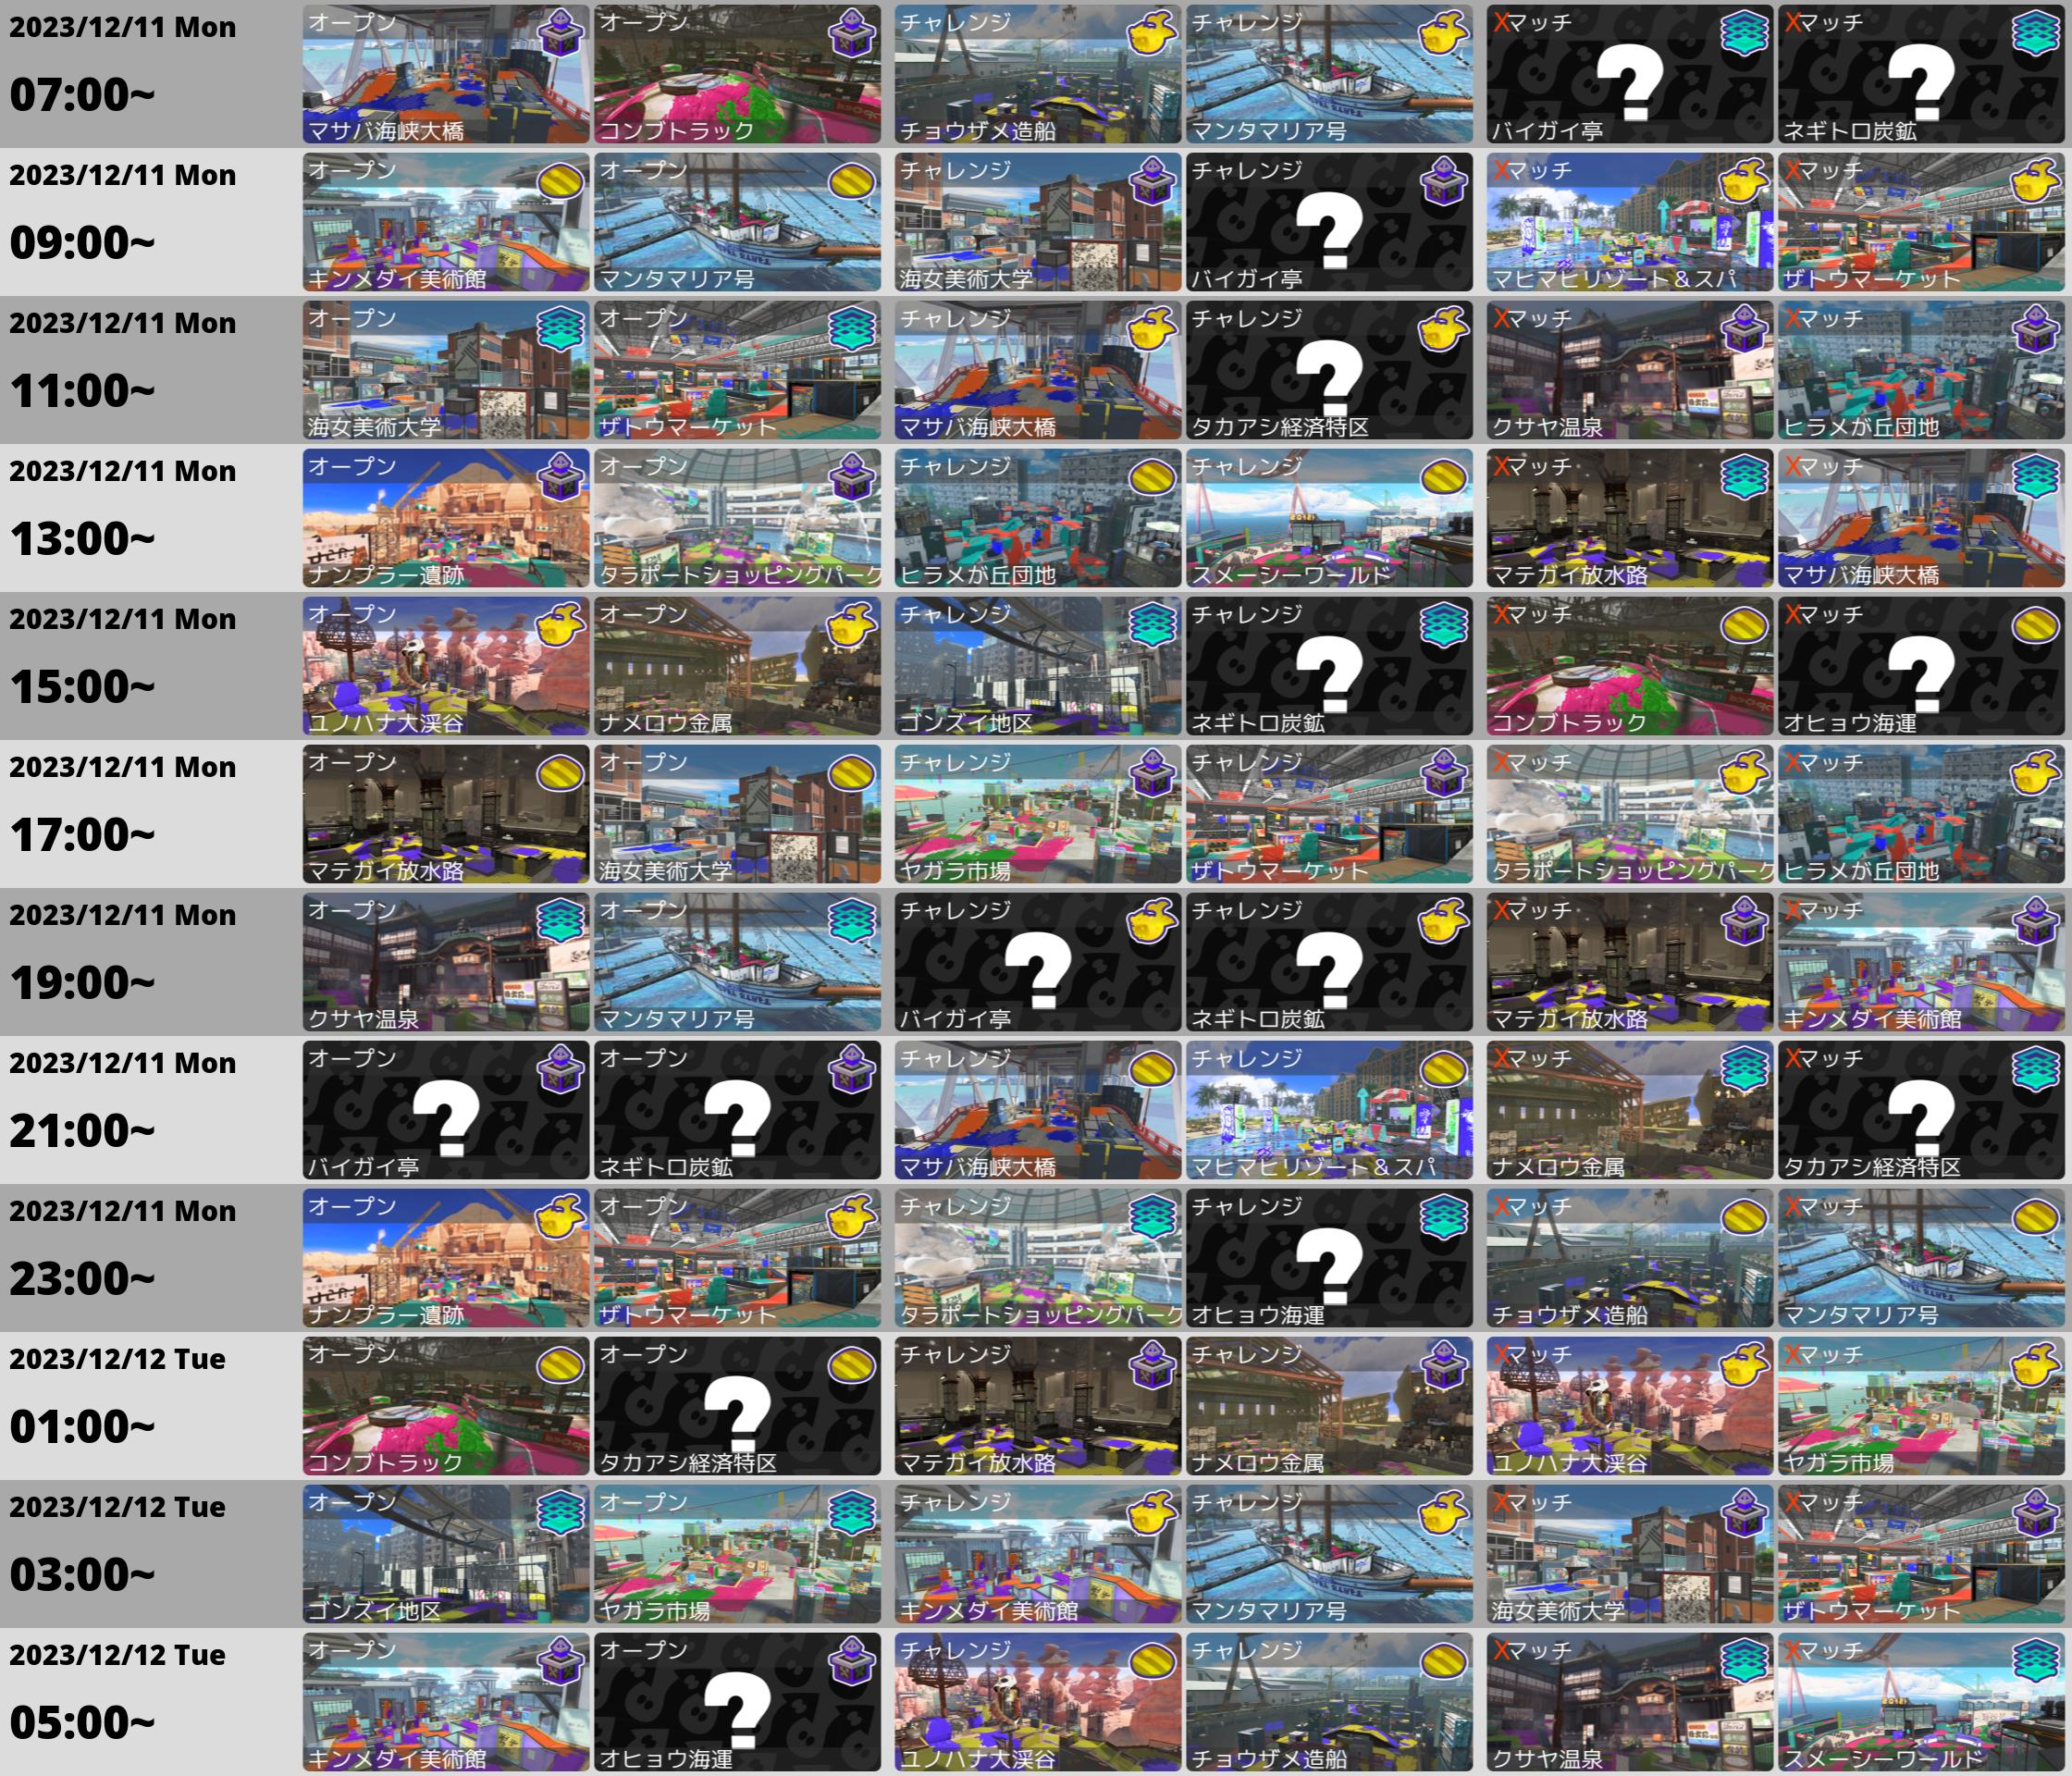 2023/12/11 Mon
07:00~
オープン オープン チャレンジ チャレンジ Xマッチ Xマッチ
マサバ海峡大橋 コンブトラック チョウザメ造船 マンタマリア号 バイガイ亭 ネギトロ炭鉱
2023/12/11 Mon
09:00~
オープン オープン チャレンジ チャレンジ Xマッチ Xマッチ
キンメダイ美術館 マンタマリア号 海女美術大学 バイガイ亭 マヒマヒリゾート＆スパ ザトウマーケット
2023/12/11 Mon
11:00~
オープン オープン チャレンジ チャレンジ Xマッチ Xマッチ
海女美術大学 ザトウマーケット マサバ海峡大橋 タカアシ経済特区 クサヤ温泉 ヒラメが丘団地
2023/12/11 Mon
13:00~
オープン オープン チャレンジ チャレンジ Xマッチ Xマッチ
ナンプラー遺跡 タラポートショッピングパーク ヒラメが丘団地 スメーシーワールド マテガイ放水路 マサバ海峡大橋
2023/12/11 Mon
15:00~
オープン オープン チャレンジ チャレンジ Xマッチ Xマッチ
ユノハナ大渓谷 ナメロウ金属 ゴンズイ地区 ネギトロ炭鉱 コンブトラック オヒョウ海運
2023/12/11 Mon
17:00~
オープン オープン チャレンジ チャレンジ Xマッチ Xマッチ
マテガイ放水路 海女美術大学 ヤガラ市場 ザトウマーケット タラポートショッピングパーク ヒラメが丘団地
2023/12/11 Mon
19:00~
オープン オープン チャレンジ チャレンジ Xマッチ Xマッチ
クサヤ温泉 マンタマリア号 バイガイ亭 ネギトロ炭鉱 マテガイ放水路 キンメダイ美術館
2023/12/11 Mon
21:00~
オープン オープン チャレンジ チャレンジ Xマッチ Xマッチ
バイガイ亭 ネギトロ炭鉱 マサバ海峡大橋 マヒマヒリゾート＆スパ ナメロウ金属 タカアシ経済特区
2023/12/11 Mon
23:00~
オープン オープン チャレンジ チャレンジ Xマッチ Xマッチ
ナンプラー遺跡 ザトウマーケット タラポートショッピングパーク オヒョウ海運 チョウザメ造船 マンタマリア号
2023/12/12 Tue
01:00~
オープン オープン チャレンジ チャレンジ Xマッチ Xマッチ
コンブトラック タカアシ経済特区 マテガイ放水路 ナメロウ金属 ユノハナ大渓谷 ヤガラ市場
2023/12/12 Tue
03:00~
オープン オープン チャレンジ チャレンジ Xマッチ Xマッチ
ゴンズイ地区 ヤガラ市場 キンメダイ美術館 マンタマリア号 海女美術大学 ザトウマーケット
2023/12/12 Tue
05:00~
オープン オープン チャレンジ チャレンジ Xマッチ Xマッチ
キンメダイ美術館 オヒョウ海運 ユノハナ大渓谷 チョウザメ造船 クサヤ温泉 スメーシーワールド